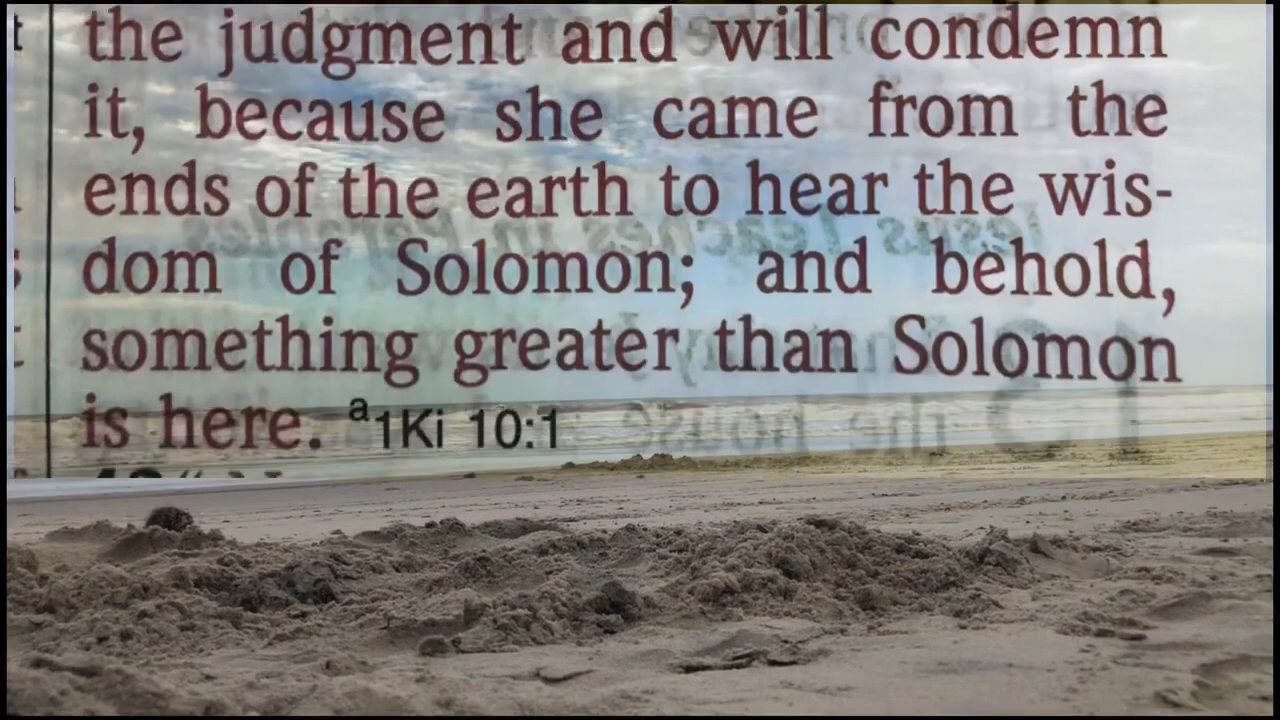 the judgment and will condemn
it, because she came from the
ends of the earth to hear the wis-
dom of Solomon; and behold,
something greater than Solomon
is here. a1Ki 10:1